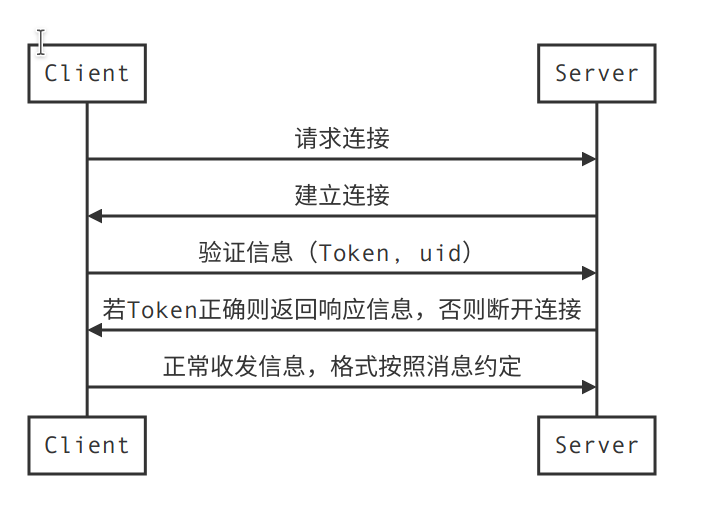 Client Server
请求连接
建立连接
验证信息（Token, uid）
若Token正确则返回响应信息，否则断开连接
正常收发信息，格式按照消息约定
Client Server